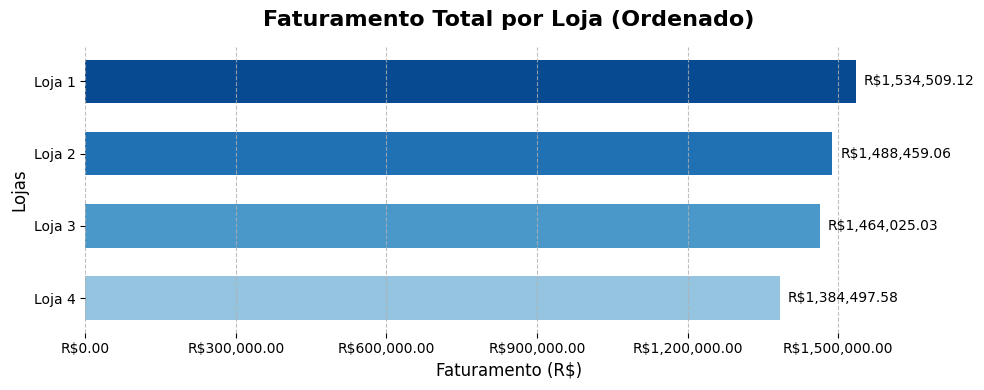 Faturamento Total por Loja (Ordenado)
Lojas
Loja 1
R$1,534,509.12
Loja 2
R$1,488,459.06
Loja 3
R$1,464,025.03
Loja 4
R$1,384,497.58
R$0.00 R$300,000.00 R$600,000.00 R$900,000.00 R$1,200,000.00 R$1,500,000.00
Faturamento (R$)